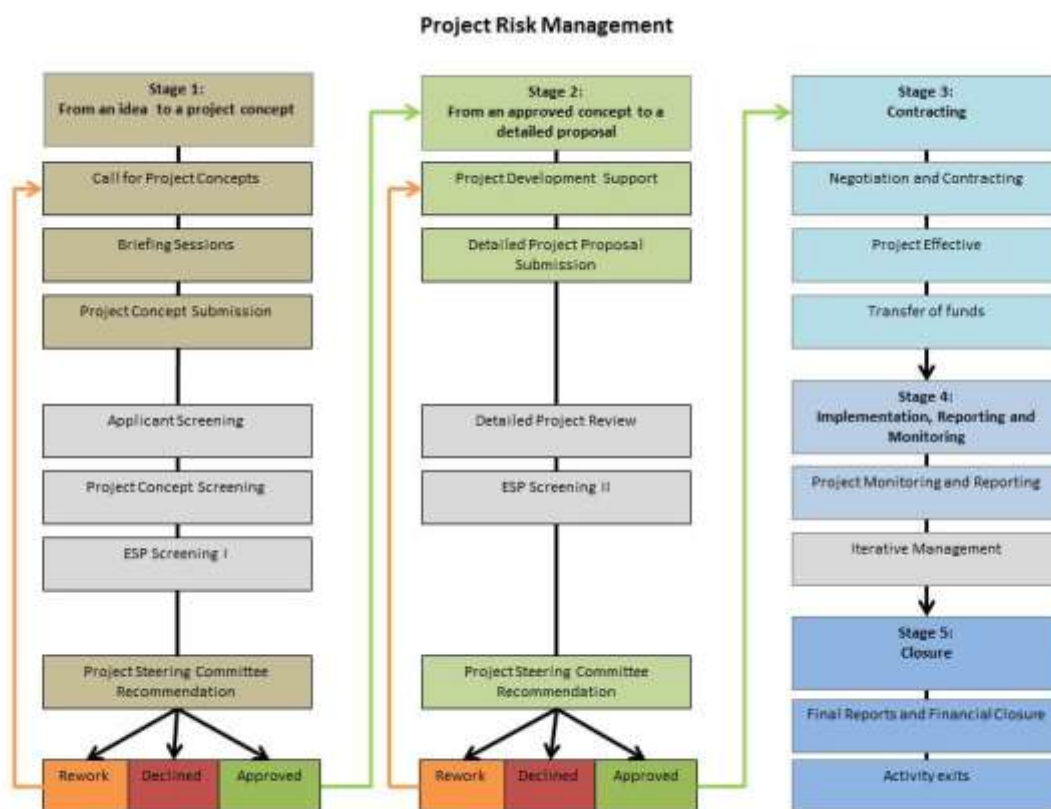 Project Risk Management
Stage 1:
From an idea to a project concept
Call for Project Concepts
Briefing Sessions
Project Concept Submission
Applicant Screening
Project Concept Screening
ESP Screening I
Project Steering Committee
Recommendation
Rework
Declined
Approved
Stage 2:
From an approved concept to a
detailed proposal
Project Development Support
Detailed Project Proposal
Submission
Detailed Project Review
ESP Screening II
Project Steering Committee
Recommendation
Rework
Declined
Approved
Stage 3:
Contracting
Negotiation and Contracting
Project Effective
Transfer of funds
Stage 4:
Implementation, Reporting and
Monitoring
Project Monitoring and Reporting
Iterative Management
Stage 5:
Closure
Final Reports and Financial Closure
Activity exits